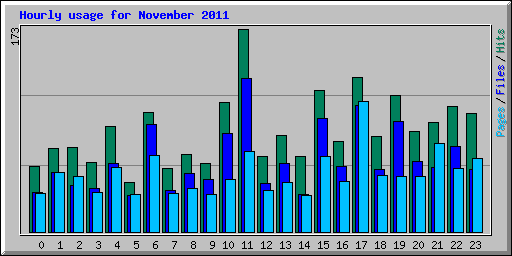 Hourly usage for November 2011
173
Pages / Files / Hits
0 1 2 3 4 5 6 7 8 9 10 11 12 13 14 15 16 17 18 19 20 21 22 23